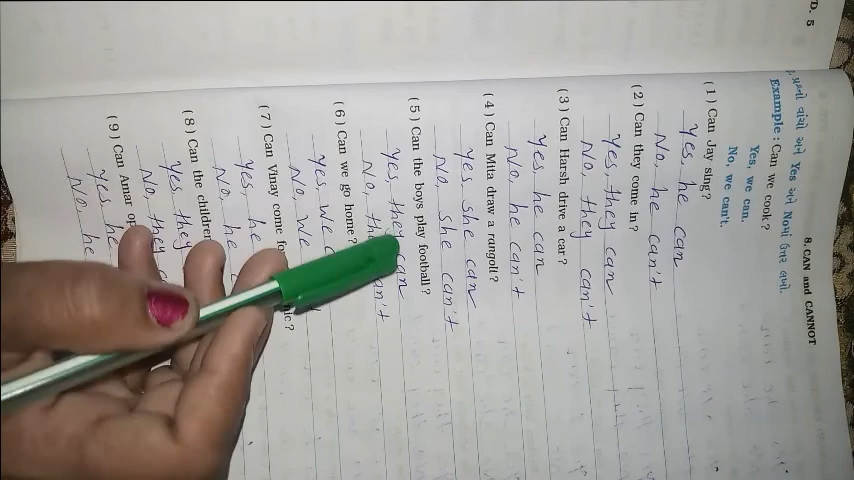 D. 5
8. CAN and CANNOT
પ્રશ્નો વાંચો અને Yes અને Noમાં ઉત્તર લખો.
Example : Can we cook ?
Yes, we can.
No, we can't.
(1) Can Jay sing?
Yes, he can
No, he can't
(2) Can they come in?
Yes, they can
No, they can't
(3) Can Harsh drive a car?
Yes, he can
No, he can't
(4) Can Mita draw a rangoli?
Yes, she can
No, she can't
(5) Can the boys play football?
Yes, they can
No,
(6) Can we go home?
Yes, we
No, we
(7) Can Vinay come
Yes, he
No, he
(8) Can the children
Yes, they
No, they
(9) Can Amar
Yes, he
No, he